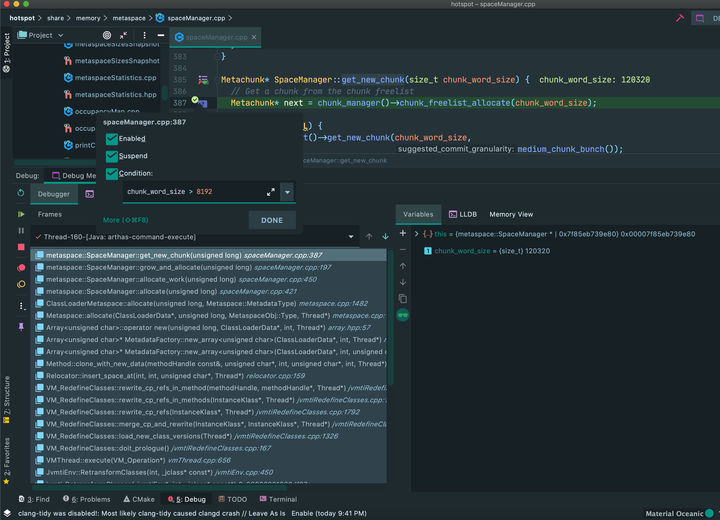 hotspot – spaceManager.cpp
hotspot › share › memory › metaspace › spaceManager.cpp
Project
spaceManager.cpp
metaspaceSizesSnapshot
metaspaceSizesSnapshot
metaspaceStatistics.cpp
metaspaceStatistics.hpp
occupancyMap.cpp
printC
383 }
384
385 Metachunk* SpaceManager::get_new_chunk(size_t chunk_word_size) { chunk_word_size: 120320
386 // Get a chunk from the chunk freelist
387 Metachunk* next = chunk_manager()->chunk_freelist_allocate(chunk_word_size);
) {
()->get_new_chunk(chunk_word_size,
suggested_commit_granularity: medium_chunk_bunch());
ceManager::get_new_chunk
spaceManager.cpp:387
Enabled
Suspend
Condition:
chunk_word_size > 8192
More (⇧⌘F8)
DONE
Debug:
Debug Me
Debugger
Frames
Thread-160-[Java: arthas-command-execute]
metaspace::SpaceManager::get_new_chunk(unsigned long) spaceManager.cpp:387
metaspace::SpaceManager::grow_and_allocate(unsigned long) spaceManager.cpp:197
metaspace::SpaceManager::allocate_work(unsigned long) spaceManager.cpp:450
metaspace::SpaceManager::allocate(unsigned long) spaceManager.cpp:421
ClassLoaderMetaspace::allocate(unsigned long, Metaspace::MetadataType) metaspace.cpp:1482
Metaspace::allocate(ClassLoaderData*, unsigned long, MetaspaceObj::Type, Thread*) metaspace.cpp:
Array<unsigned char>::operator new(unsigned long, ClassLoaderData*, int, Thread*) array.hpp:57
Array<unsigned char>* MetadataFactory::new_array<unsigned char>(ClassLoaderData*, int, Thread*)
Array<unsigned char>* MetadataFactory::new_array<unsigned char>(ClassLoaderData*, int, unsigned c
Method::clone_with_new_data(methodHandle const&, unsigned char*, int, unsigned char*, int, Thread*)
Relocator::insert_space_at(int, int, unsigned char*, Thread*) relocator.cpp:159
VM_RedefineClasses::rewrite_cp_refs_in_method(methodHandle, methodHandle*, Thread*) jvmtiRedefine
VM_RedefineClasses::rewrite_cp_refs_in_methods(InstanceKlass*, Thread*) jvmtiRedefineClasses.cpp
VM_RedefineClasses::rewrite_cp_refs(InstanceKlass*, Thread*) jvmtiRedefineClasses.cpp:1792
VM_RedefineClasses::merge_cp_and_rewrite(InstanceKlass*, InstanceKlass*, Thread*) jvmtiRedefineCl
VM_RedefineClasses::load_new_class_versions(Thread*) jvmtiRedefineClasses.cpp:1326
VM_RedefineClasses::doit_prologue() jvmtiRedefineClasses.cpp:167
VMThread::execute(VM_Operation*) vmThread.cpp:656
JvmtiEnv::RetransformClasses(int, _jclass* const*) jvmtiEnv.cpp:450
Variables
LLDB
Memory View
this = {metaspace::SpaceManager * | 0x7f85eb739e80} 0x00007f85eb739e80
chunk_word_size = {size_t} 120320
1: Project
7: Structure
2: Favorites
3: Find
6: Problems
CMake
5: Debug
TODO
Terminal
clang-tidy was disabled!: Most likely clang-tidy caused clangd crash // Leave As Is Enable (today 9:41 PM)
Material Oceanic